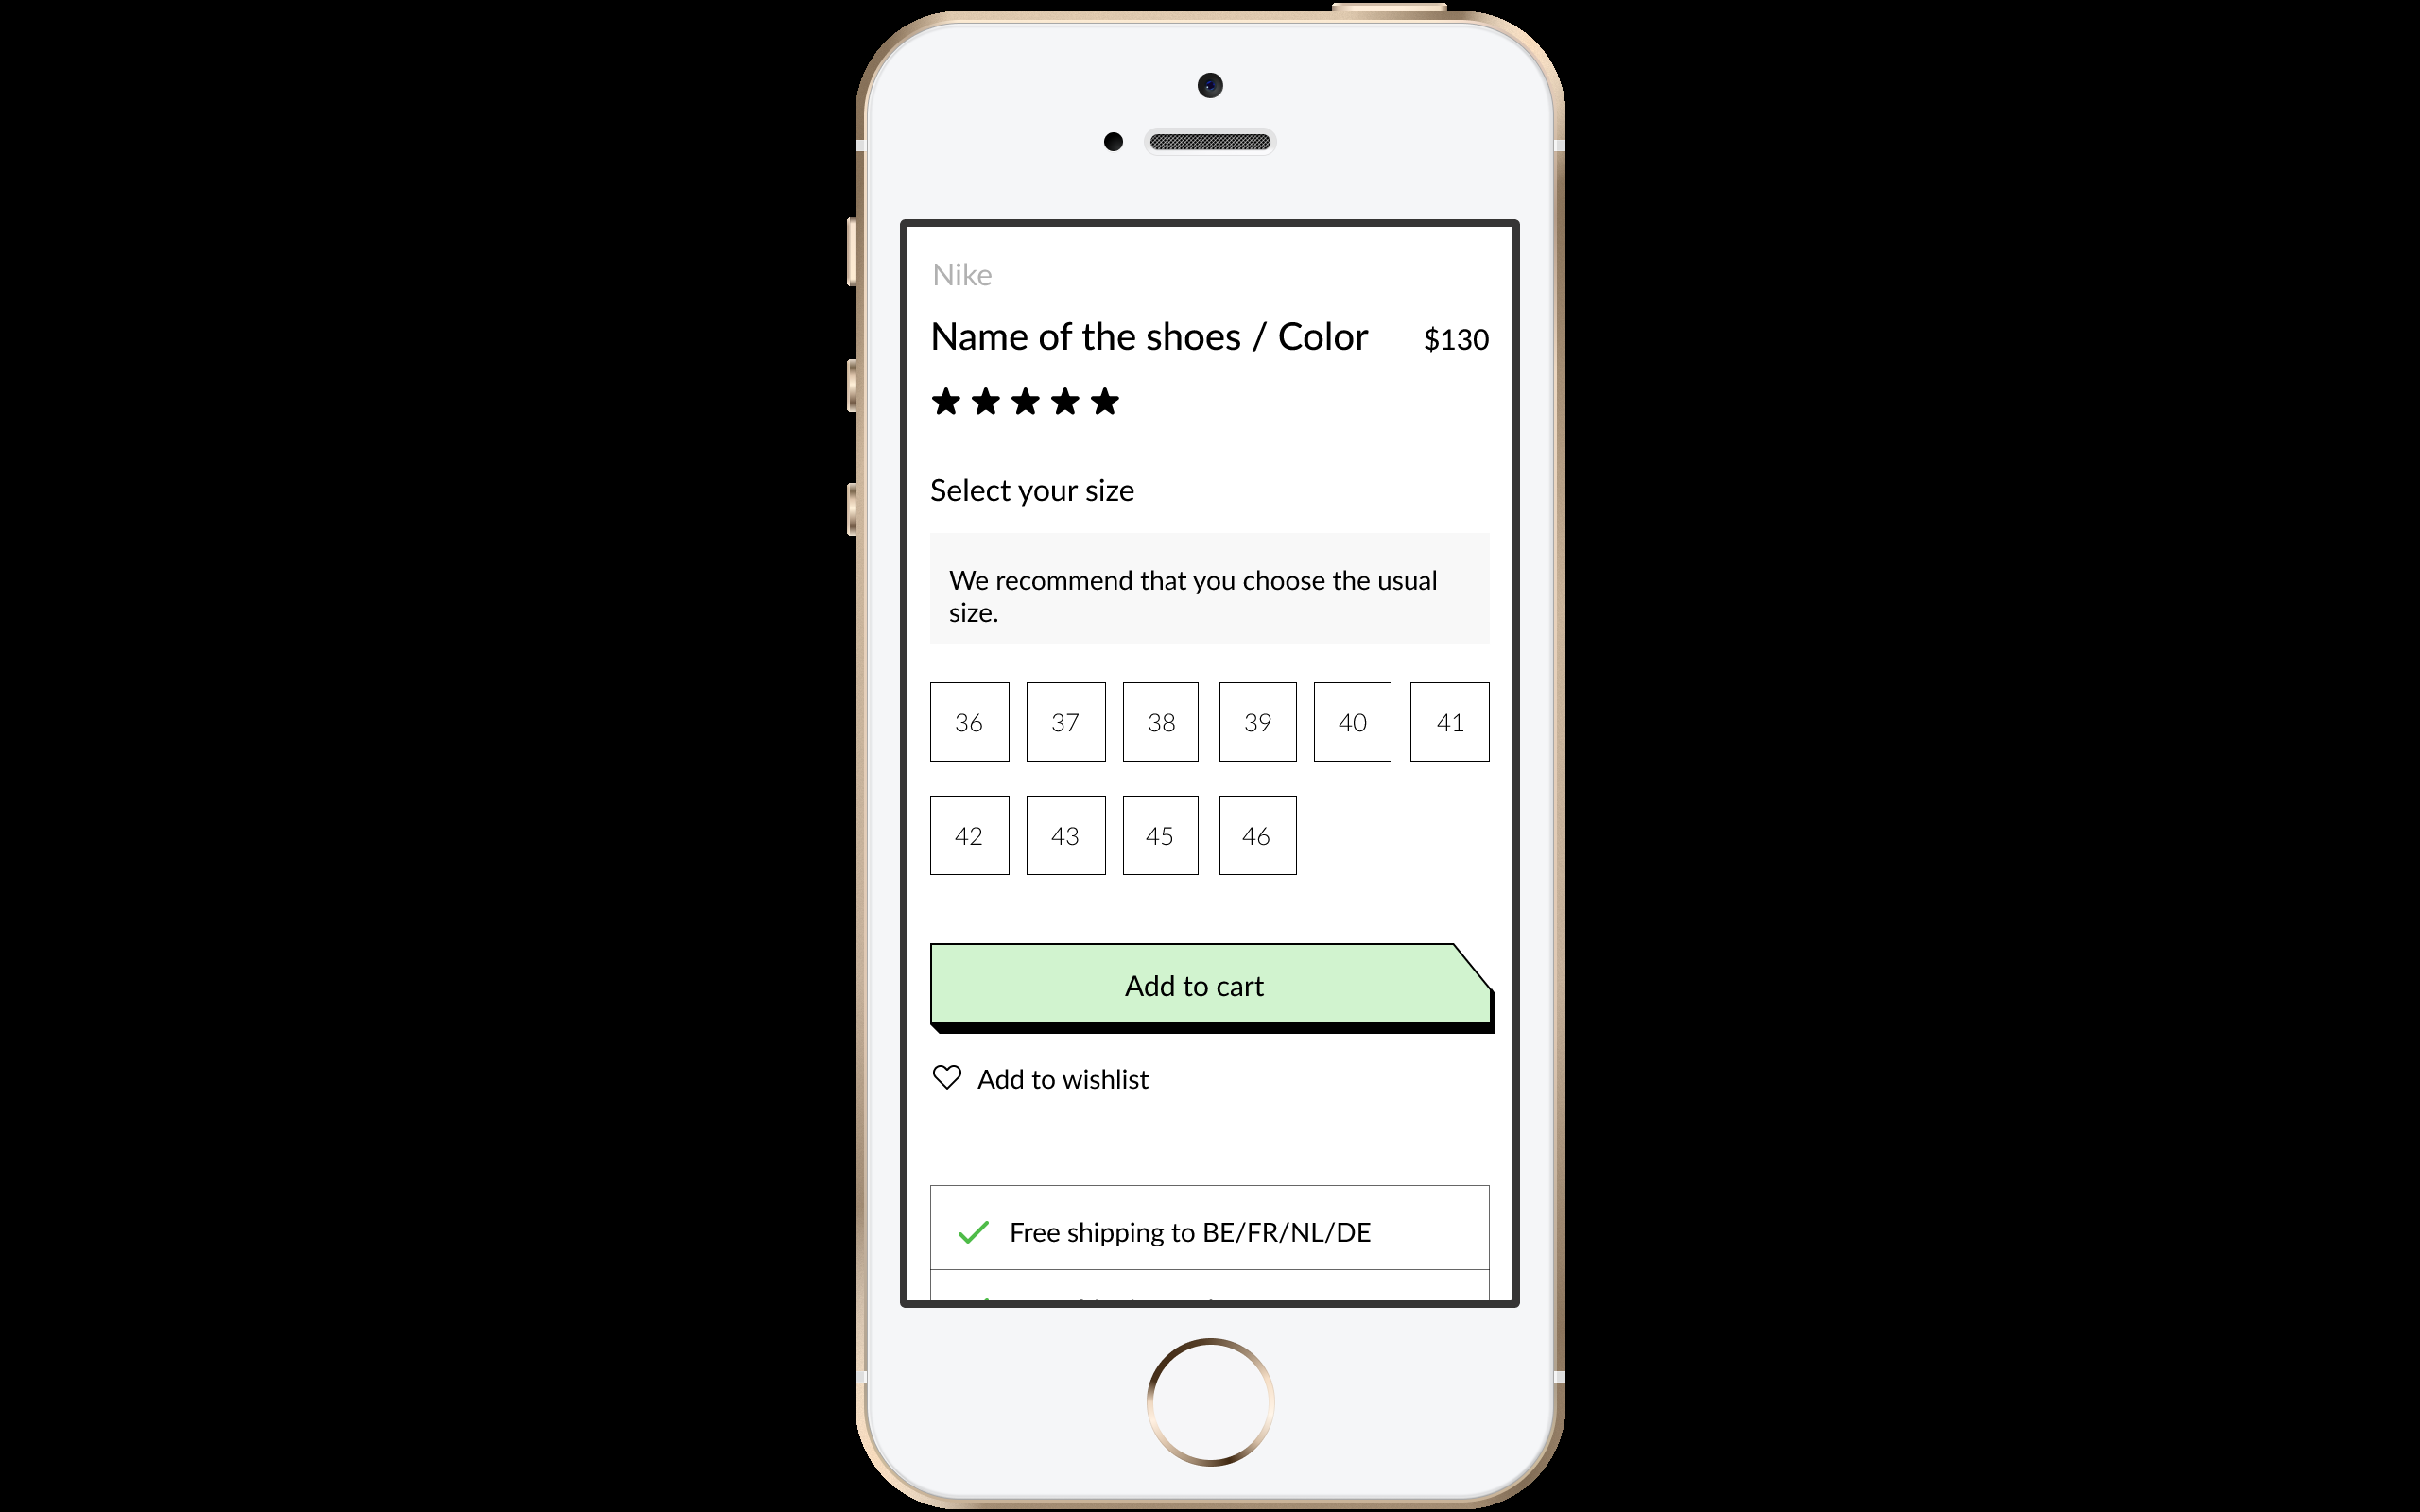 Nike
Name of the shoes / Color $130
Select your size
We recommend that you choose the usual
size.
36 37 38 39 40 41
42 43 45 46
Add to cart
Add to wishlist
Free shipping to BE/FR/NL/DE